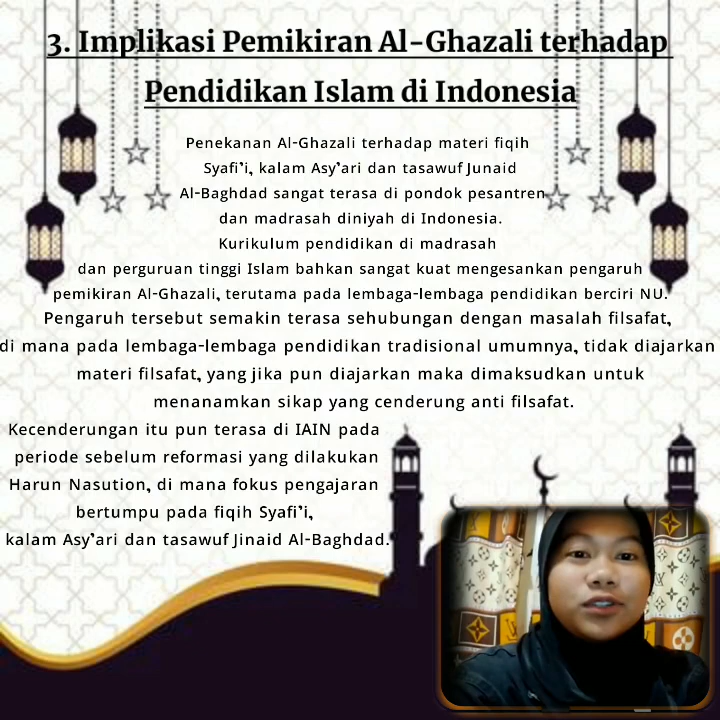 3. Implikasi Pemikiran Al-Ghazali terhadap
Pendidikan Islam di Indonesia
Penekanan Al-Ghazali terhadap materi fiqih
Syafi'i, kalam Asy'ari dan tasawuf Junaid
Al-Baghdad sangat terasa di pondok pesantren
dan madrasah diniyah di Indonesia.
Kurikulum pendidikan di madrasah
dan perguruan tinggi Islam bahkan sangat kuat mengesankan pengaruh
pemikiran Al-Ghazali, terutama pada lembaga-lembaga pendidikan berciri NU.
Pengaruh tersebut semakin terasa sehubungan dengan masalah filsafat,
di mana pada lembaga-lembaga pendidikan tradisional umumnya, tidak diajarkan
materi filsafat, yang jika pun diajarkan maka dimaksudkan untuk
menanamkan sikap yang cenderung anti filsafat.
Kecenderungan itu pun terasa di IAIN pada
periode sebelum reformasi yang dilakukan
Harun Nasution, di mana fokus pengajaran
bertumpu pada fiqih Syafi'i,
kalam Asy'ari dan tasawuf Jinaid Al-Baghdad.